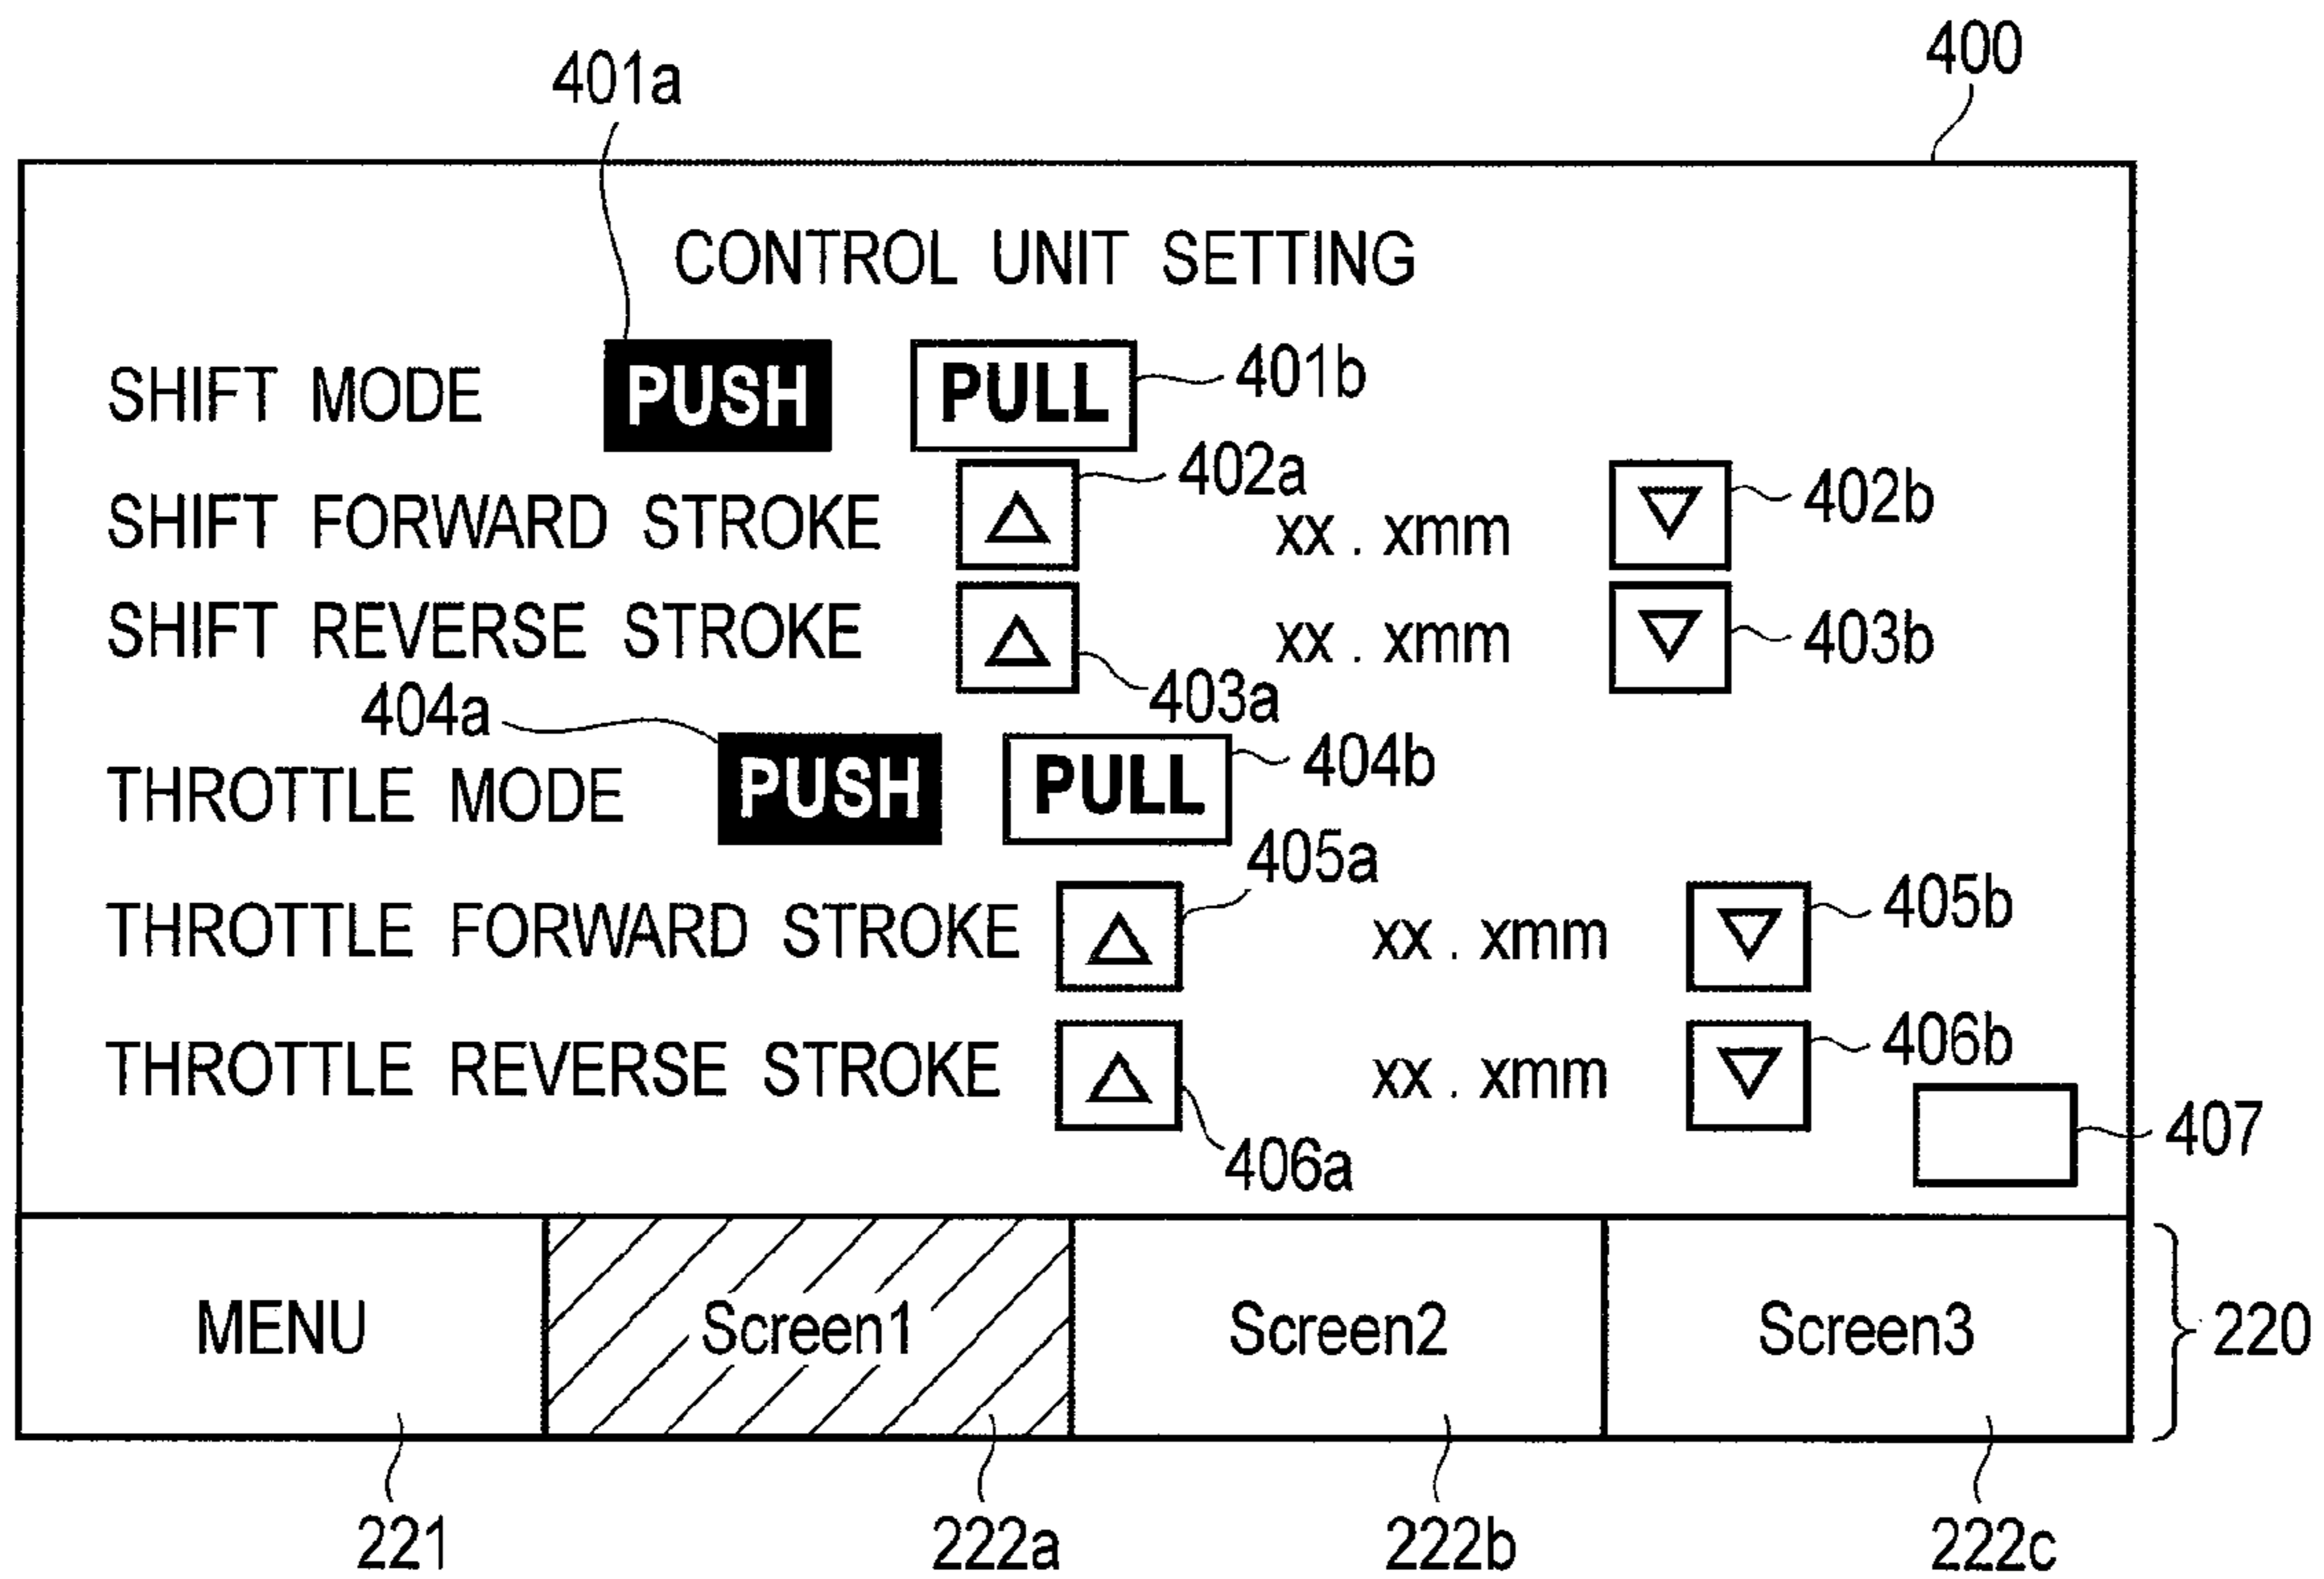 400
401a
CONTROL UNIT SETTING
SHIFT MODE PUSH PULL 401b
402a
SHIFT FORWARD STROKE xx . xmm 402b
SHIFT REVERSE STROKE xx . xmm 403b
403a
404a
THROTTLE MODE PUSH PULL 404b
405a
THROTTLE FORWARD STROKE xx . xmm 405b
THROTTLE REVERSE STROKE xx . xmm 406b
407
406a
MENU Screen1 Screen2 Screen3 220
221 222a 222b 222c